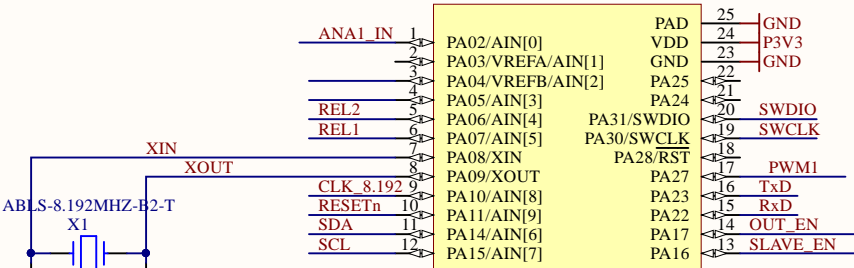 PAD 25 GND
ANA1_IN 1 PA02/AIN[0] VDD 24 P3V3
2 PA03/VREFA/AIN[1] GND 23 GND
3 PA04/VREFB/AIN[2] PA25 22
4 PA05/AIN[3] PA24 21
REL2 5 PA06/AIN[4] PA31/SWDIO 20 SWDIO
REL1 6 PA07/AIN[5] PA30/SWCLK 19 SWCLK
XIN 7 PA08/XIN PA28/RST 18
XOUT 8 PA09/XOUT PA27 17 PWM1
CLK_8.192 9 PA10/AIN[8] PA23 16 TxD
ABLS-8.192MHZ-B2-T RESETn 10 PA11/AIN[9] PA22 15 RxD
X1 SDA 11 PA14/AIN[6] PA17 14 OUT_EN
SCL 12 PA15/AIN[7] PA16 13 SLAVE_EN